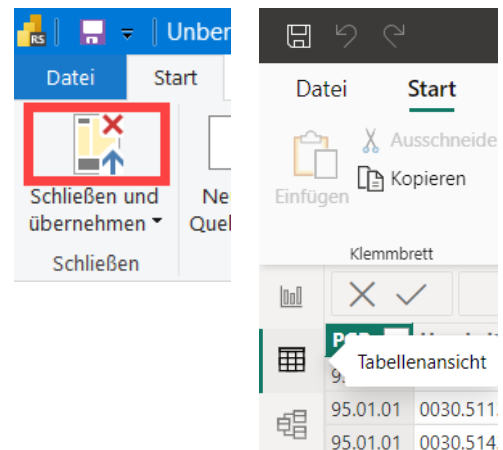 RS
Unber
Datei Start
Schließen und
übernehmen
Ne
Quel
Schließen
Datei Start
Ausschneide
Einfügen
Kopieren
Klemmbrett
Tabellenansicht
95.01.01 0030.511.
95.01.01 0030.514.